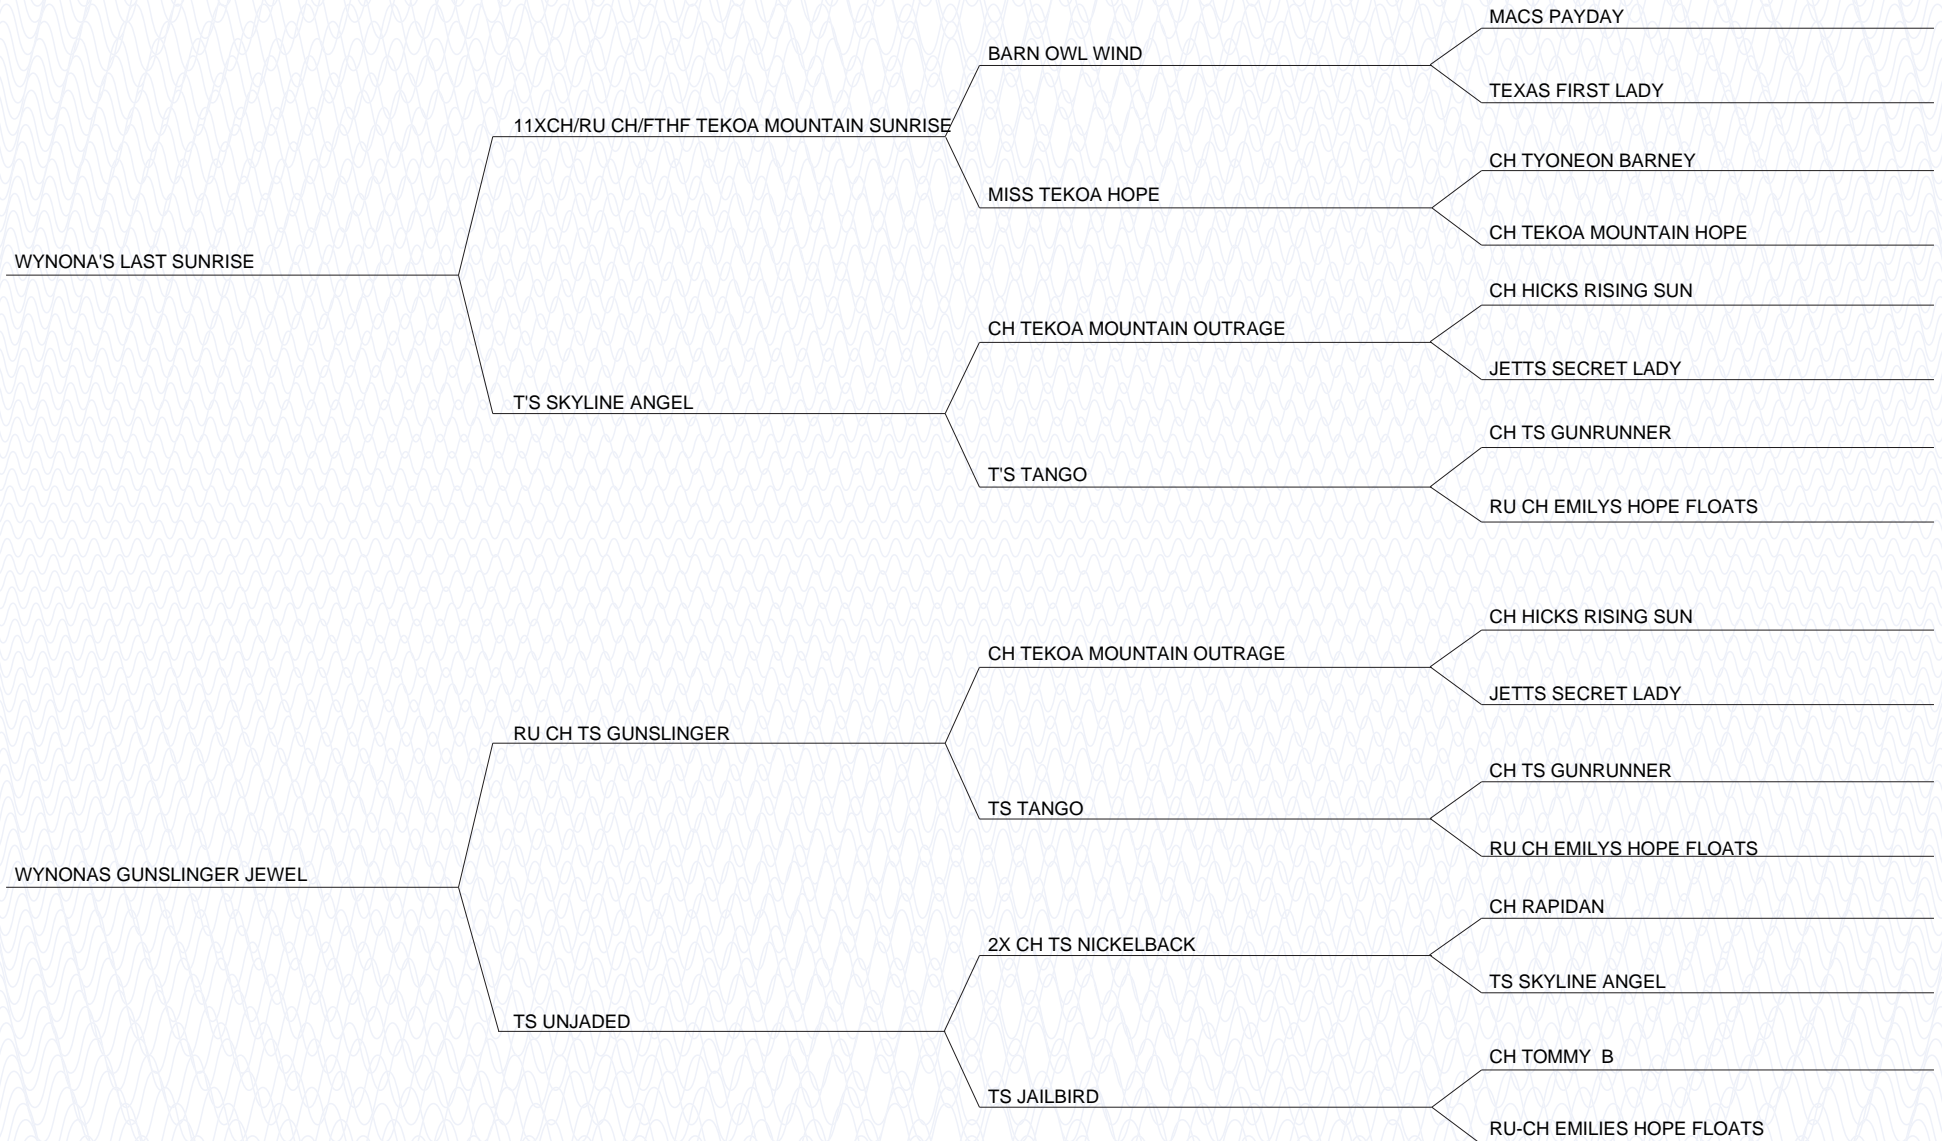 MACS PAYDAY
BARN OWL WIND
TEXAS FIRST LADY
11XCH/RU CH/FTHF TEKOA MOUNTAIN SUNRISE
CH TYONEON BARNEY
MISS TEKOA HOPE
CH TEKOA MOUNTAIN HOPE
WYNONA'S LAST SUNRISE
CH HICKS RISING SUN
CH TEKOA MOUNTAIN OUTRAGE
JETTS SECRET LADY
T'S SKYLINE ANGEL
CH TS GUNRUNNER
T'S TANGO
RU CH EMILYS HOPE FLOATS
CH HICKS RISING SUN
CH TEKOA MOUNTAIN OUTRAGE
JETTS SECRET LADY
RU CH TS GUNSLINGER
CH TS GUNRUNNER
TS TANGO
RU CH EMILYS HOPE FLOATS
WYNONAS GUNSLINGER JEWEL
CH RAPIDAN
2X CH TS NICKELBACK
TS SKYLINE ANGEL
TS UNJADED
CH TOMMY  B
TS JAILBIRD
RU-CH EMILIES HOPE FLOATS